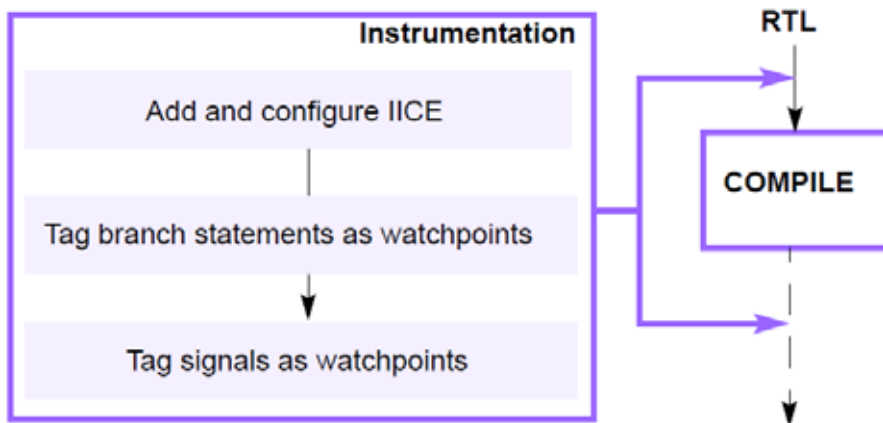 Instrumentation
Add and configure IICE
Tag branch statements as watchpoints
Tag signals as watchpoints
RTL
COMPILE